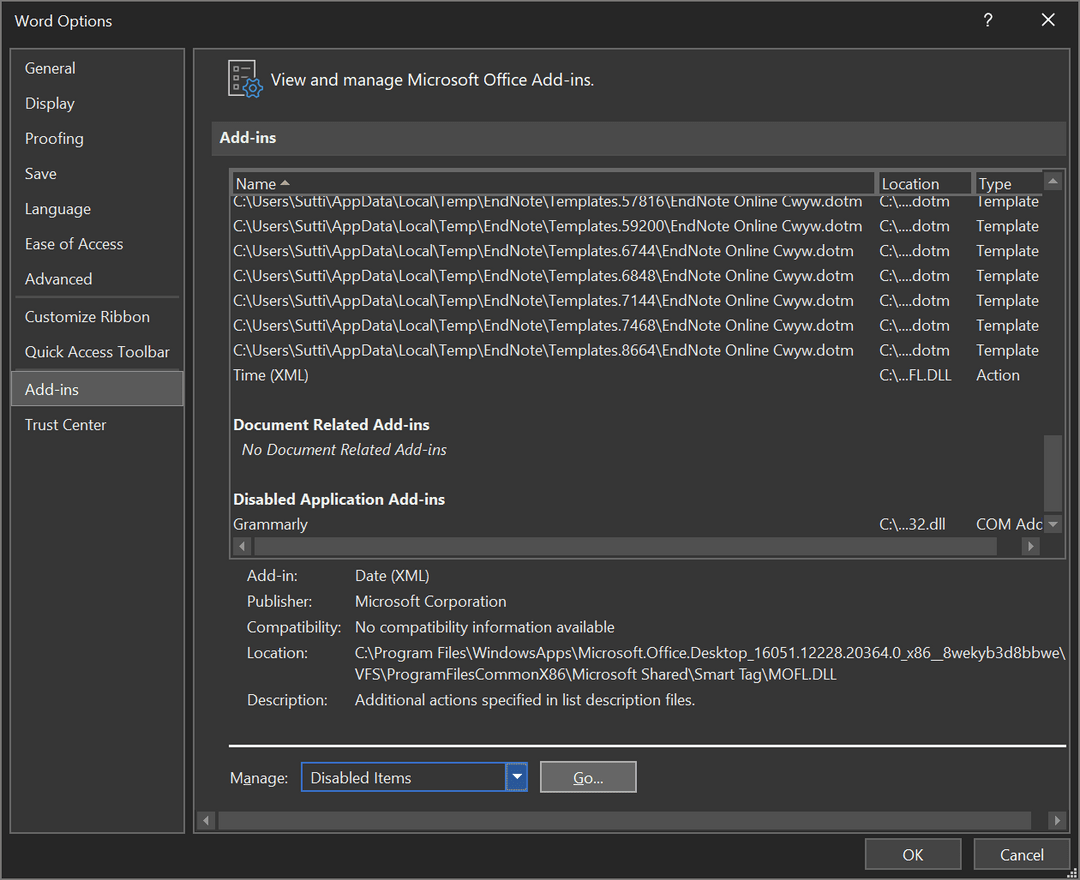 Word Options
?
General
Display
Proofing
Save
Language
Ease of Access
Advanced
Customize Ribbon
Quick Access Toolbar
Add-ins
Trust Center
View and manage Microsoft Office Add-ins.
Add-ins
Name Location Type
C:\Users\Sutti\AppData\Local\Temp\EndNote\Templates.57816\EndNote Online Cwyw.dotm C:\....dotm Template
C:\Users\Sutti\AppData\Local\Temp\EndNote\Templates.59200\EndNote Online Cwyw.dotm C:\....dotm Template
C:\Users\Sutti\AppData\Local\Temp\EndNote\Templates.6744\EndNote Online Cwyw.dotm C:\....dotm Template
C:\Users\Sutti\AppData\Local\Temp\EndNote\Templates.6848\EndNote Online Cwyw.dotm C:\....dotm Template
C:\Users\Sutti\AppData\Local\Temp\EndNote\Templates.7144\EndNote Online Cwyw.dotm C:\....dotm Template
C:\Users\Sutti\AppData\Local\Temp\EndNote\Templates.7468\EndNote Online Cwyw.dotm C:\....dotm Template
C:\Users\Sutti\AppData\Local\Temp\EndNote\Templates.8664\EndNote Online Cwyw.dotm C:\....dotm Template
Time (XML) C:\...FL.DLL Action
Document Related Add-ins
No Document Related Add-ins
Disabled Application Add-ins
Grammarly C:\...32.dll COM Adc
Add-in: Date (XML)
Publisher: Microsoft Corporation
Compatibility: No compatibility information available
Location: C:\Program Files\WindowsApps\Microsoft.Office.Desktop_16051.12228.20364.0_x86__8wekyb3d8bbwe\
VFS\ProgramFilesCommonX86\Microsoft Shared\Smart Tag\MOFL.DLL
Description: Additional actions specified in list description files.
Manage: Disabled Items Go...
OK Cancel